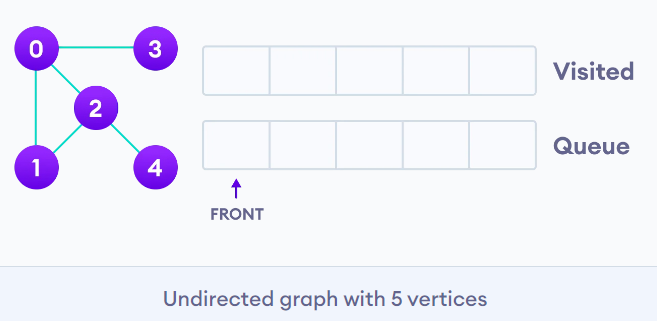 0 3 Visited
2
Queue
1 4
FRONT
Undirected graph with 5 vertices